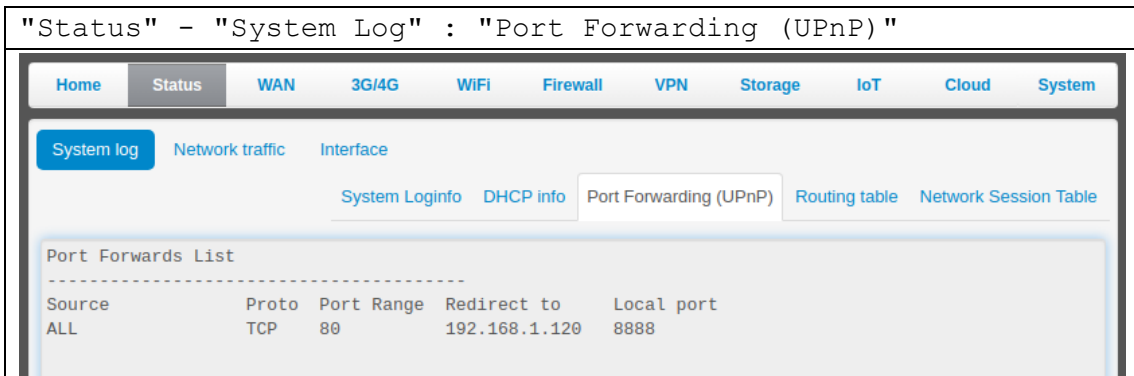 "Status" - "System Log" : "Port Forwarding (UPnP)"
Home Status WAN 3G/4G WiFi Firewall VPN Storage IoT Cloud System
System log Network traffic Interface
System Loginfo DHCP info Port Forwarding (UPnP) Routing table Network Session Table
Port Forwards List
----------------------------------------
Source Proto Port Range Redirect to Local port
ALL TCP 80 192.168.1.120 8888